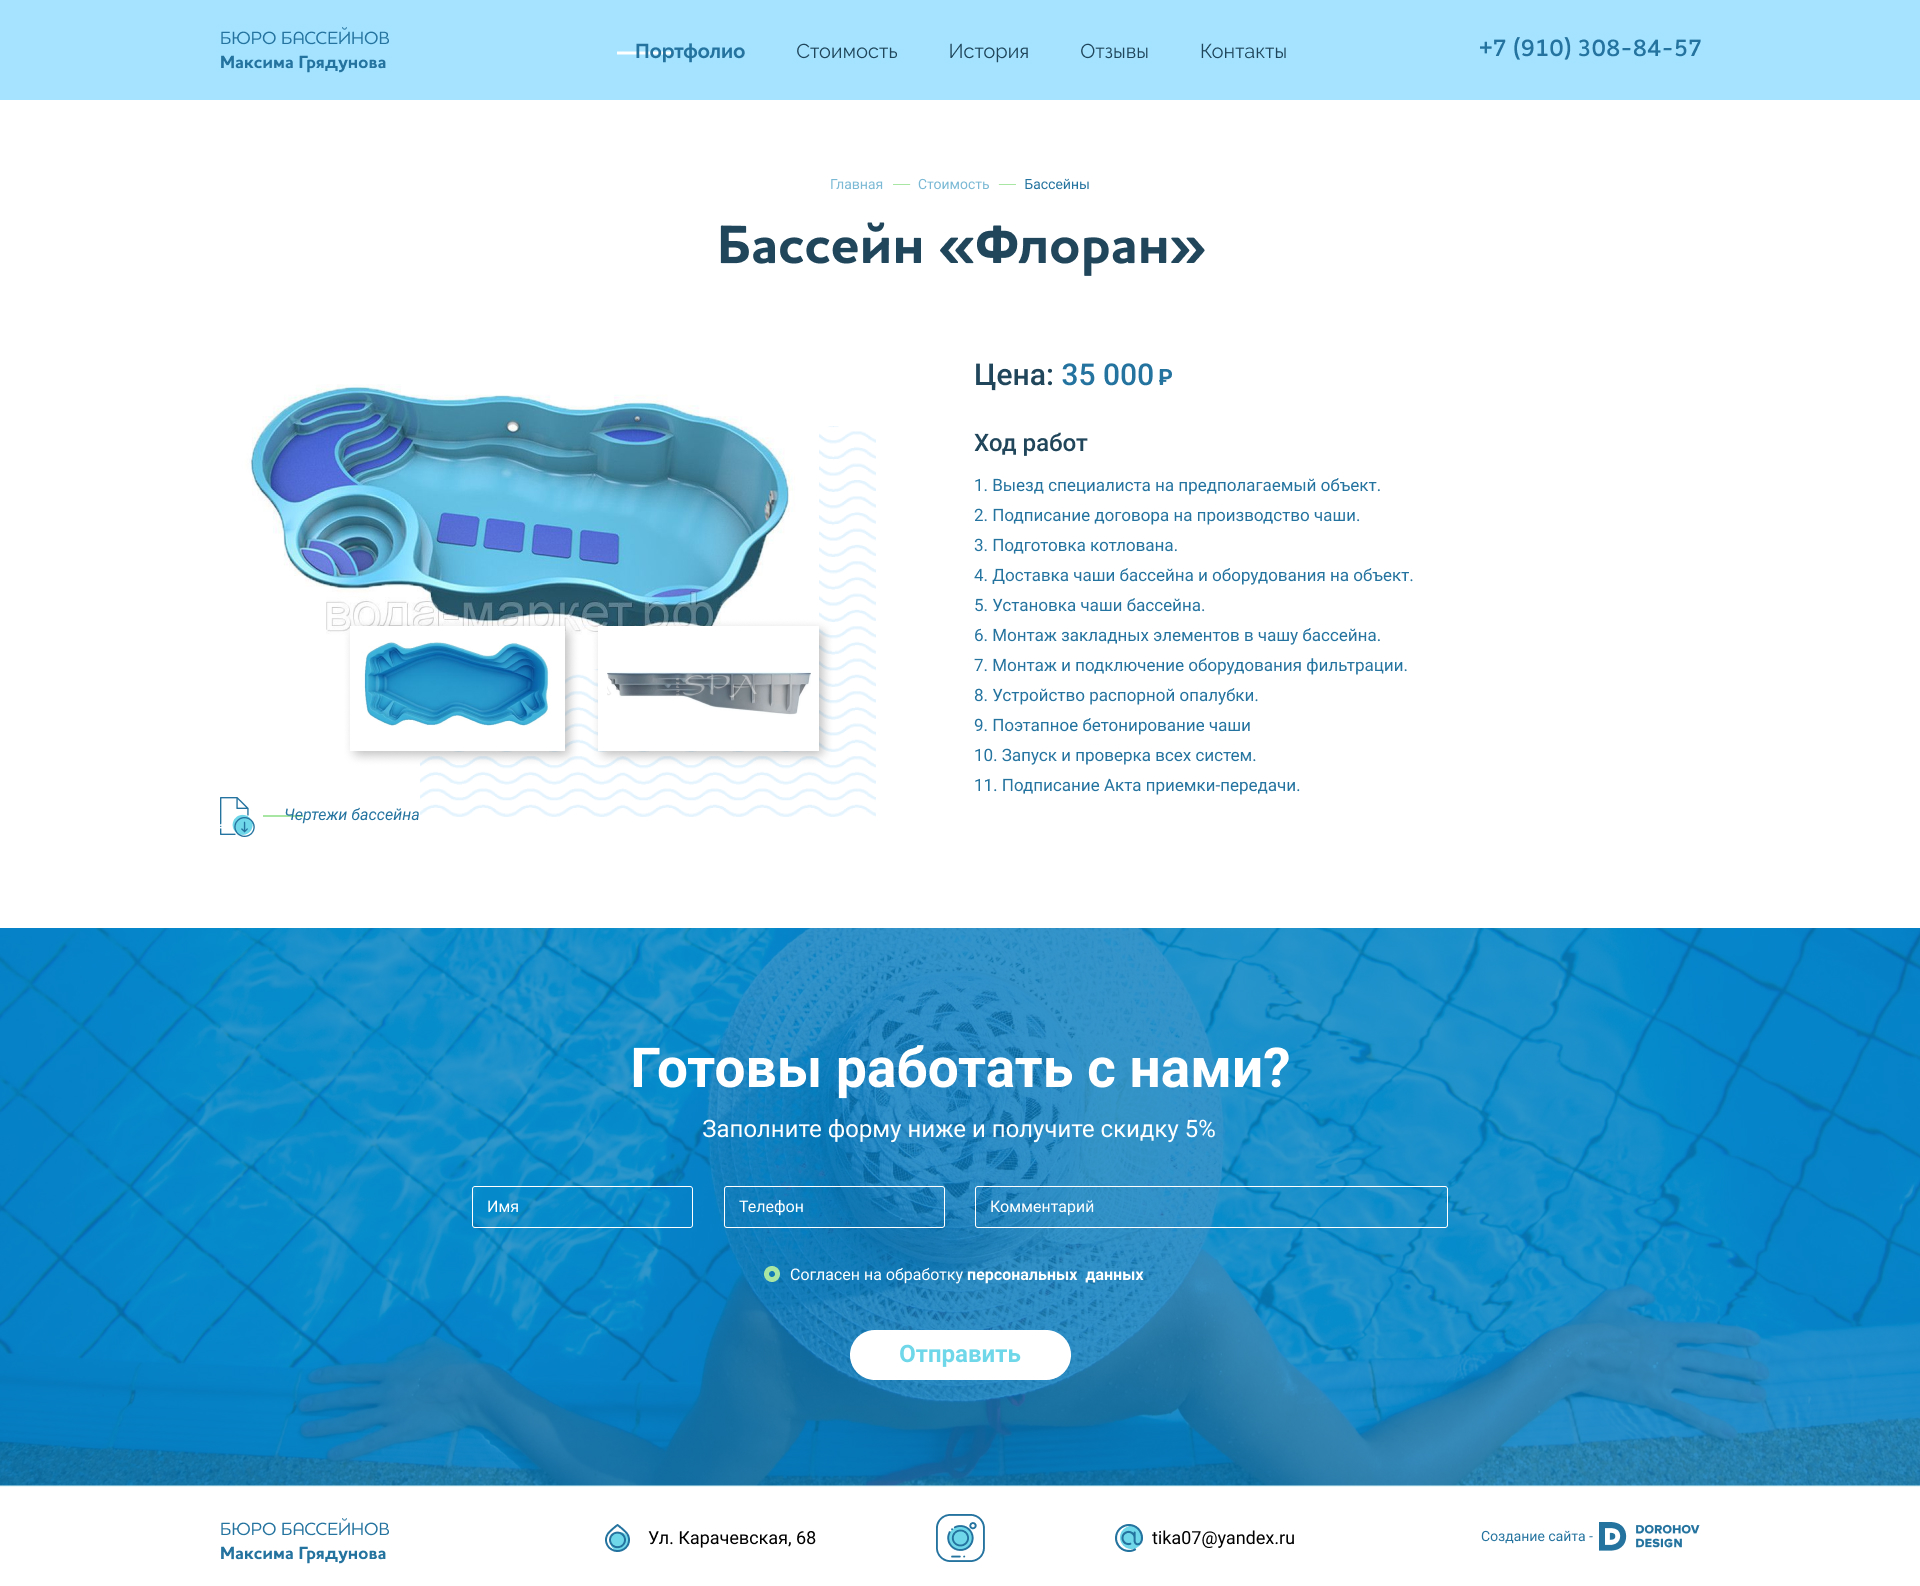 БЮРО БАССЕЙНОВ
Максима Грядунова
Портфолио
Стоимость
История
Отзывы
Контакты
+7 (910) 308-84-57
Главная — Стоимость — Бассейны
Бассейн «Флоран»
Цена: 35 000 ₽
Ход работ
1. Выезд специалиста на предполагаемый объект.
2. Подписание договора на производство чаши.
3. Подготовка котлована.
4. Доставка чаши бассейна и оборудования на объект.
5. Установка чаши бассейна.
6. Монтаж закладных элементов в чашу бассейна.
7. Монтаж и подключение оборудования фильтрации.
8. Устройство распорной опалубки.
9. Поэтапное бетонирование чаши
10. Запуск и проверка всех систем.
11. Подписание Акта приемки-передачи.
вода-маркет.рф
SPA
Чертежи бассейна
Готовы работать с нами?
Заполните форму ниже и получите скидку 5%
Имя
Телефон
Комментарий
Согласен на обработку персональных данных
Отправить
БЮРО БАССЕЙНОВ
Максима Грядунова
Ул. Карачевская, 68
tika07@yandex.ru
Создание сайта - D DOROHOV
DESIGN